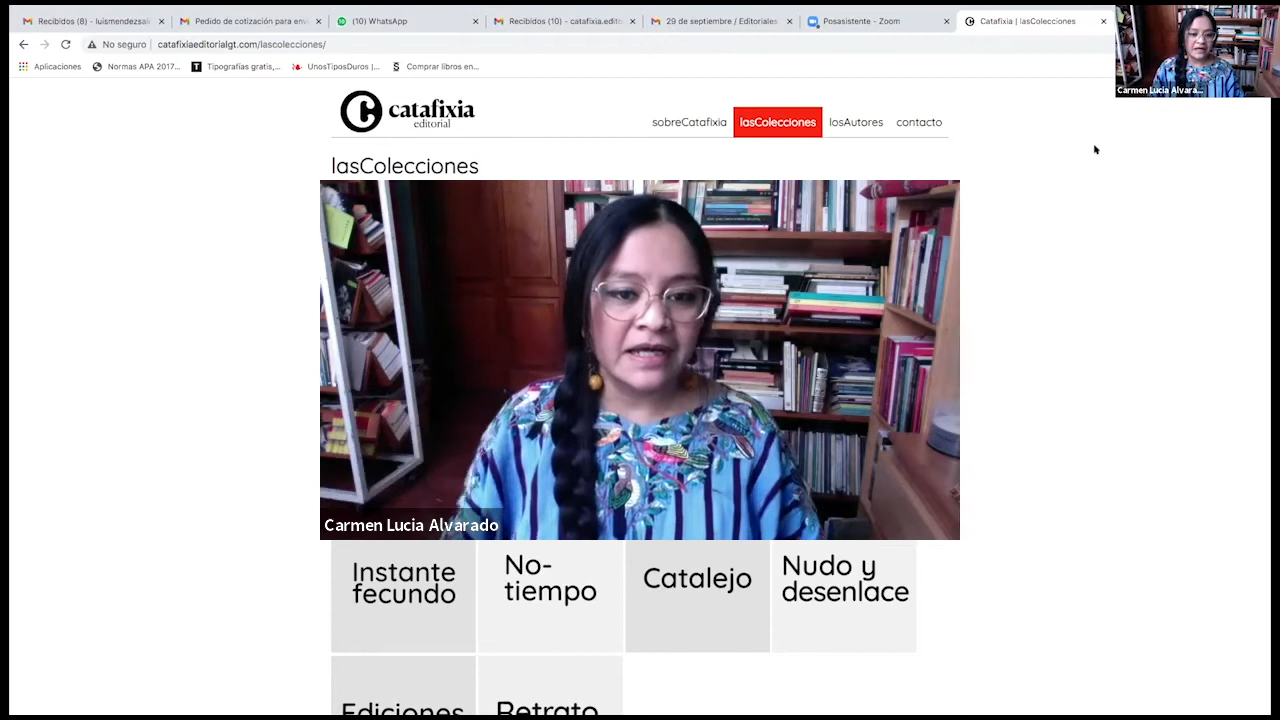 Recibidos (8) - luismendezsal
Pedido de cotización para envi
(10) WhatsApp
Recibidos (10) - catafixia.edito
29 de septiembre / Editoriales
Posasistente - Zoom
Catafixia | lasColecciones
No seguro
catafixiaeditorialgt.com/lascolecciones/
Aplicaciones
Normas APA 2017...
Tipografías gratis,...
UnosTiposDuros |...
Comprar libros en...
Carmen Lucia Alvara...
catafixia
editorial
sobreCatafixia
lasColecciones
losAutores
contacto
lasColecciones
Carmen Lucia Alvarado
Instante
fecundo
No-
tiempo
Catalejo
Nudo y
desenlace
Ediciones
Retrato